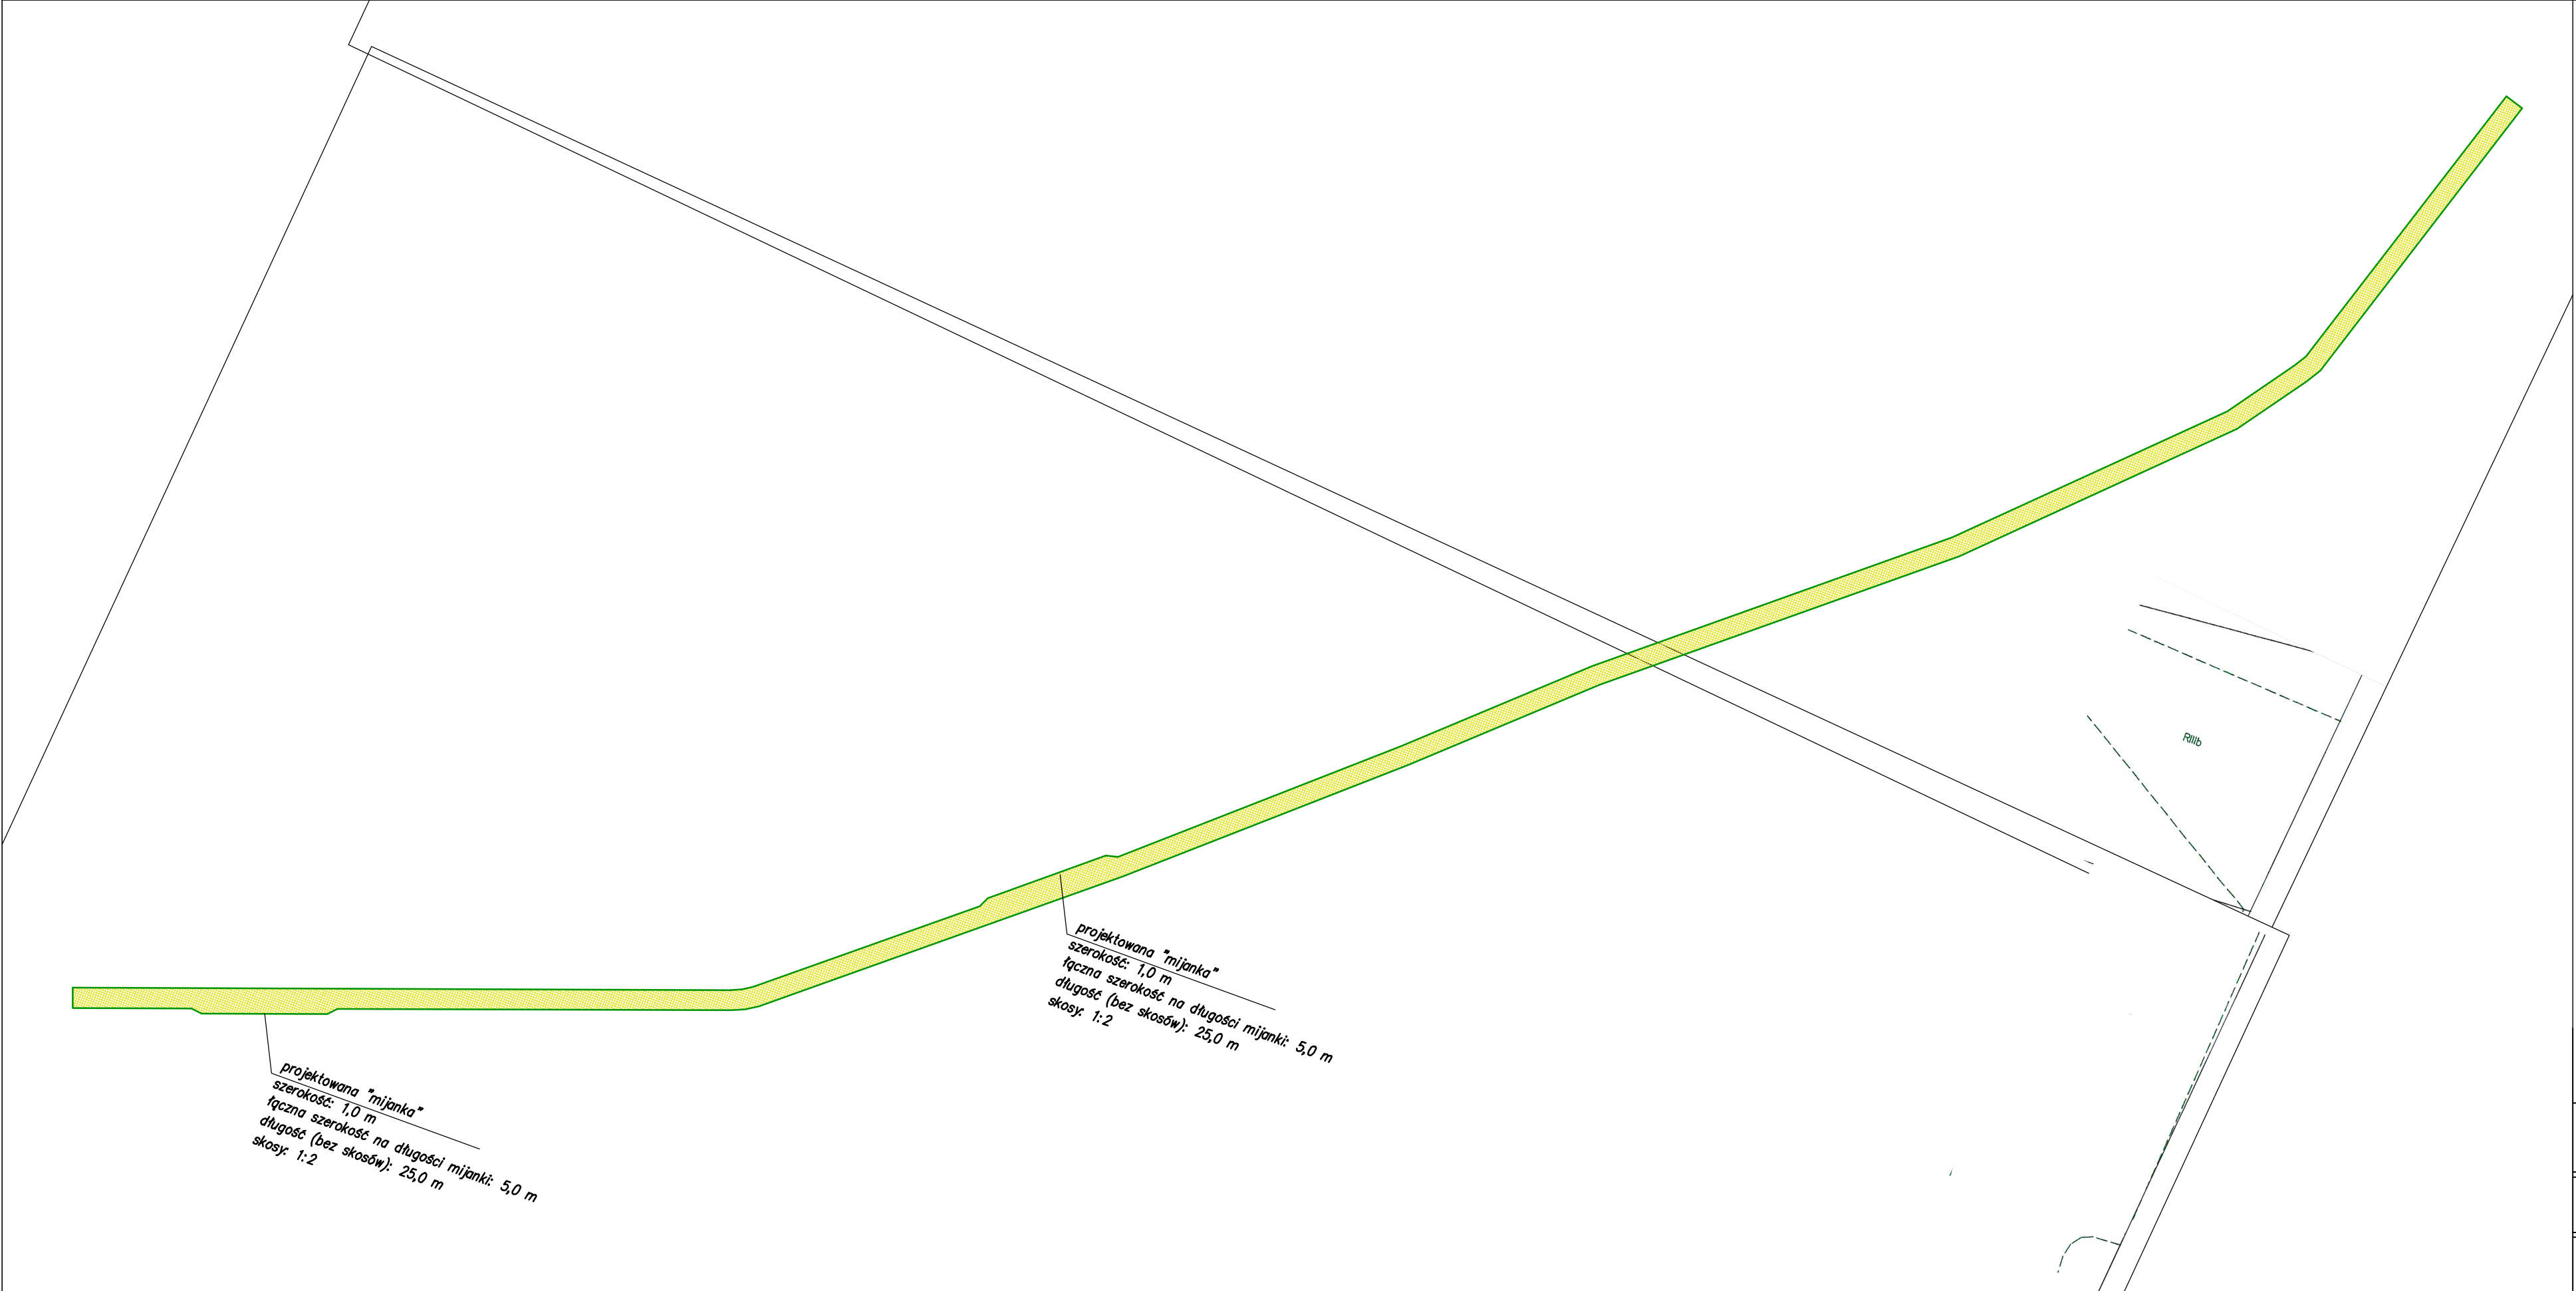 RIIIb
projektowana "mijanka"
szerokość: 1,0 m
łączna szerokość na długości mijanki: 5,0 m
długość (bez skosów): 25,0 m
skosy: 1:2
projektowana "mijanka"
szerokość: 1,0 m
łączna szerokość na długości mijanki: 5,0 m
długość (bez skosów): 25,0 m
skosy: 1:2